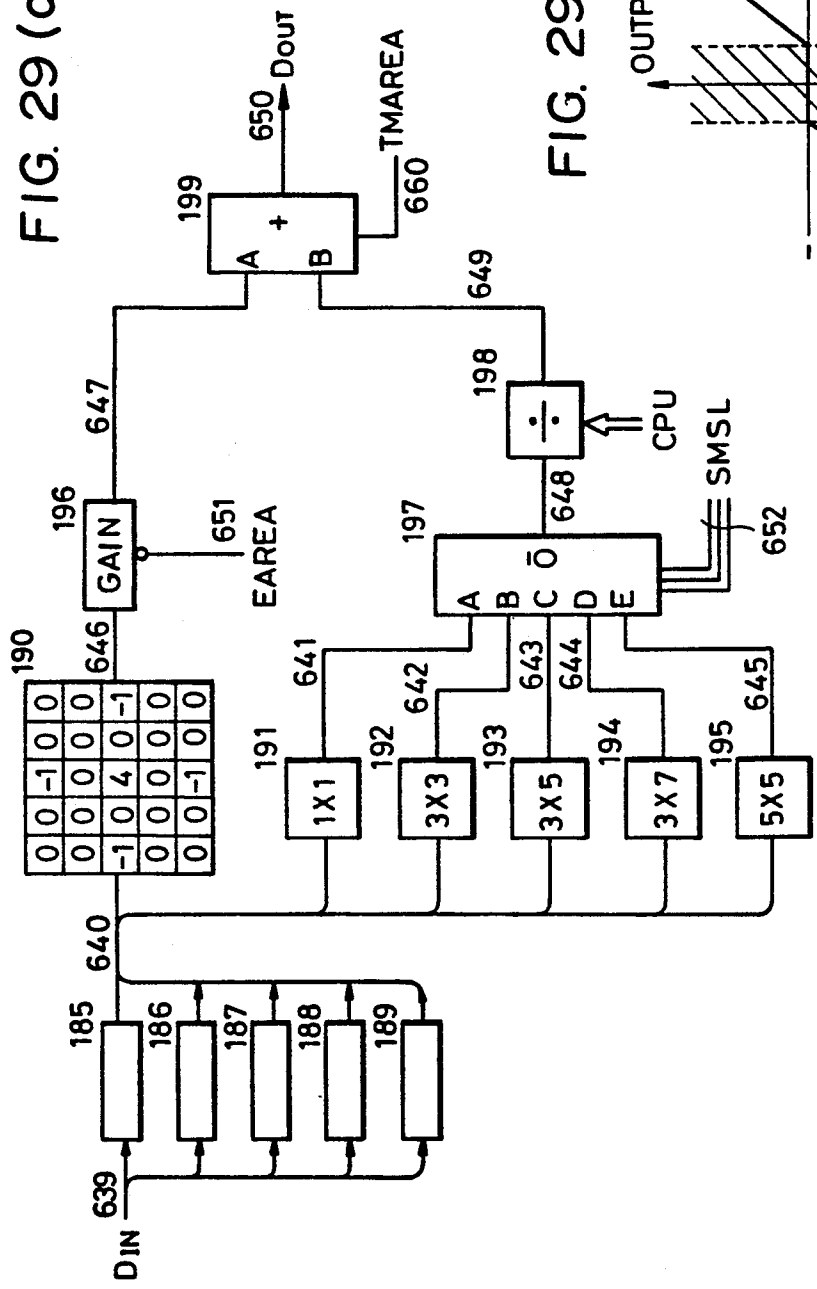 FIG. 29 (
FIG. 29
DIN
639
185
186
187
188
189
640
190
0 0 -1 0 0
0 0 0 0 0
-1 0 4 0 -1
0 0 0 0 0
0 0 -1 0 0
646
196
GAIN
647
651
EAREA
191
1X1
641
192
3X3
642
193
3X5
643
194
3X7
644
195
5X5
645
197
A
B
C
D
E
O̅
648
652
SMSL
198
÷
CPU
649
199
A
B
+
650
DOUT
TMAREA
660
OUTP
-